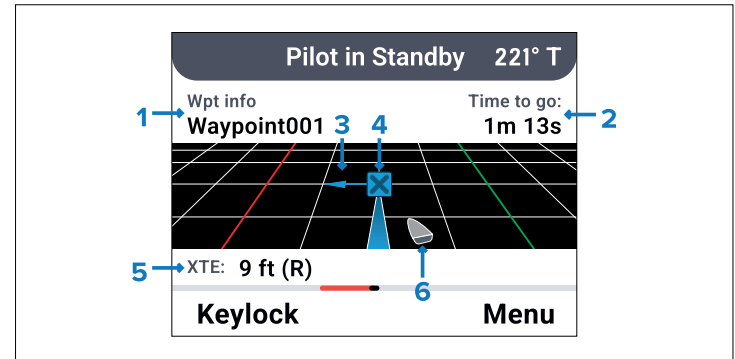 Pilot in Standby 221° T
Wpt info Time to go:
1 Waypoint001 1m 13s 2
3 4
5 XTE: 9 ft (R)
6
Keylock Menu